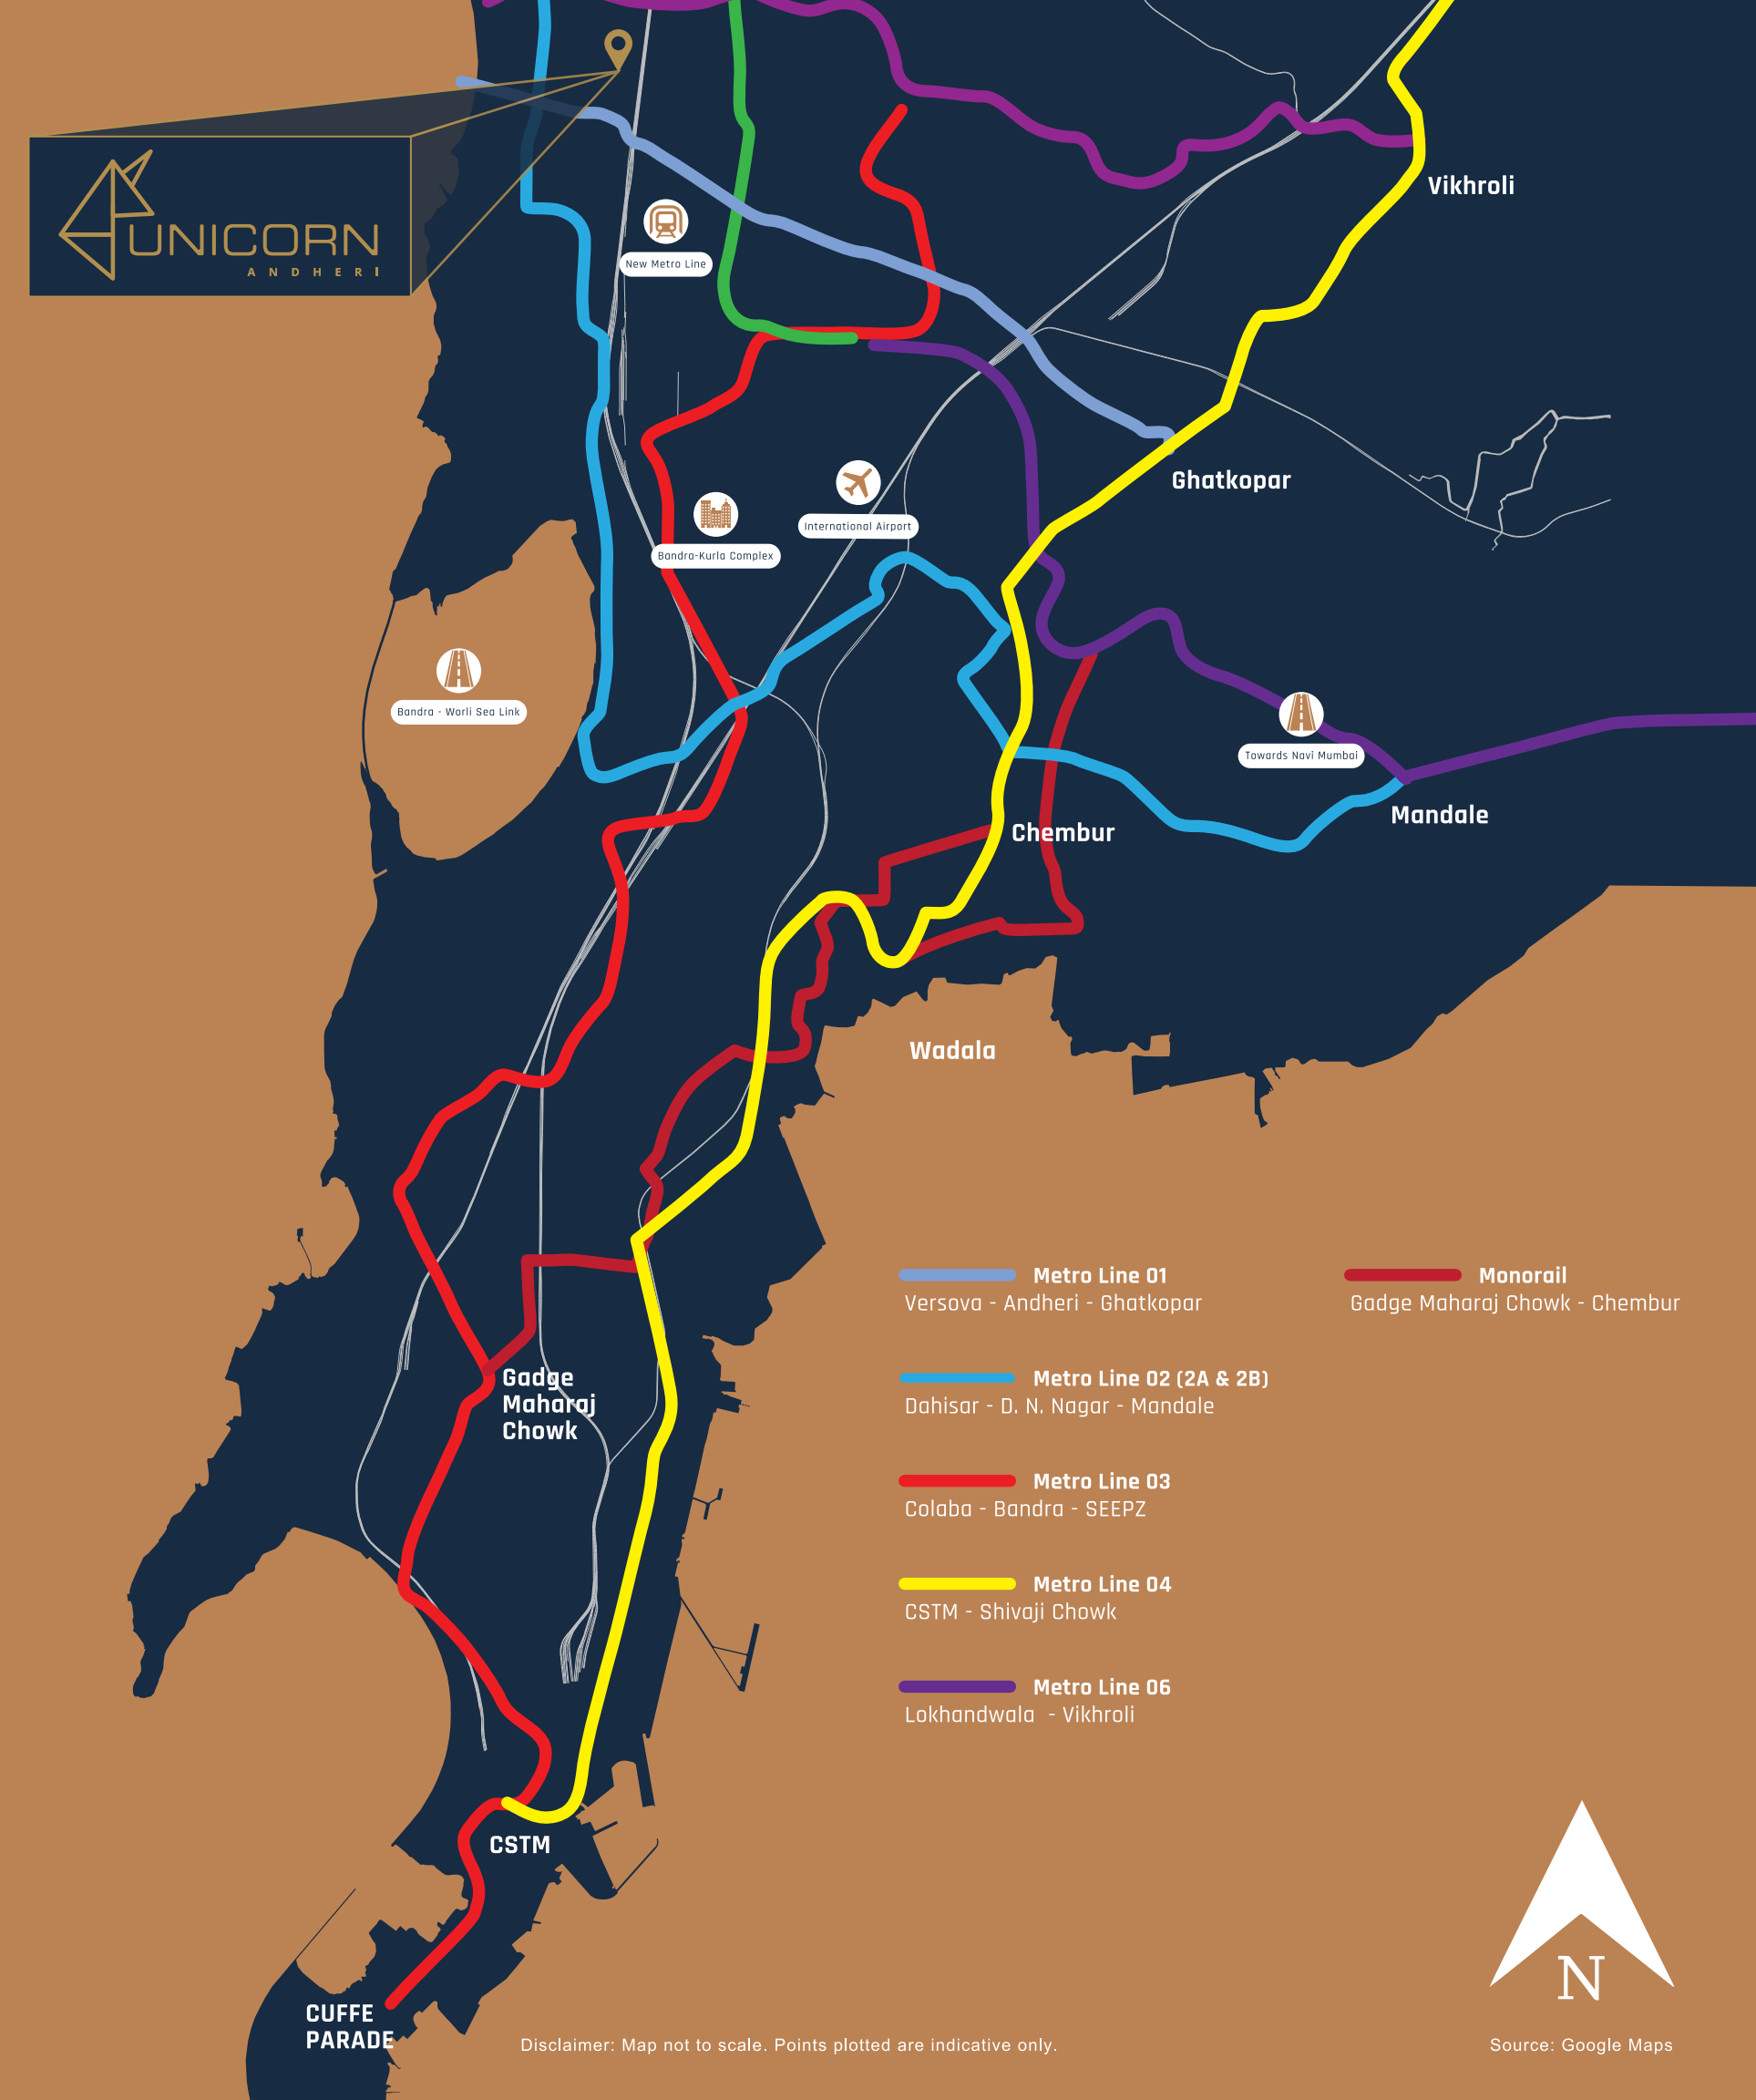 UNICORN
ANDHERI
Vikhroli
New Metro Line
Ghatkopar
International Airport
Bandra-Kurla Complex
Bandra - Worli Sea Link
Towards Navi Mumbai
Mandale
Chembur
Wadala
Metro Line 01
Versova - Andheri - Ghatkopar
Monorail
Gadge Maharaj Chowk - Chembur
Metro Line 02 (2A & 2B)
Dahisar - D. N. Nagar - Mandale
Gadge
Maharaj
Chowk
Metro Line 03
Colaba - Bandra - SEEPZ
Metro Line 04
CSTM - Shivaji Chowk
Metro Line 06
Lokhandwala - Vikhroli
CSTM
N
CUFFE
PARADE
Disclaimer: Map not to scale. Points plotted are indicative only.
Source: Google Maps